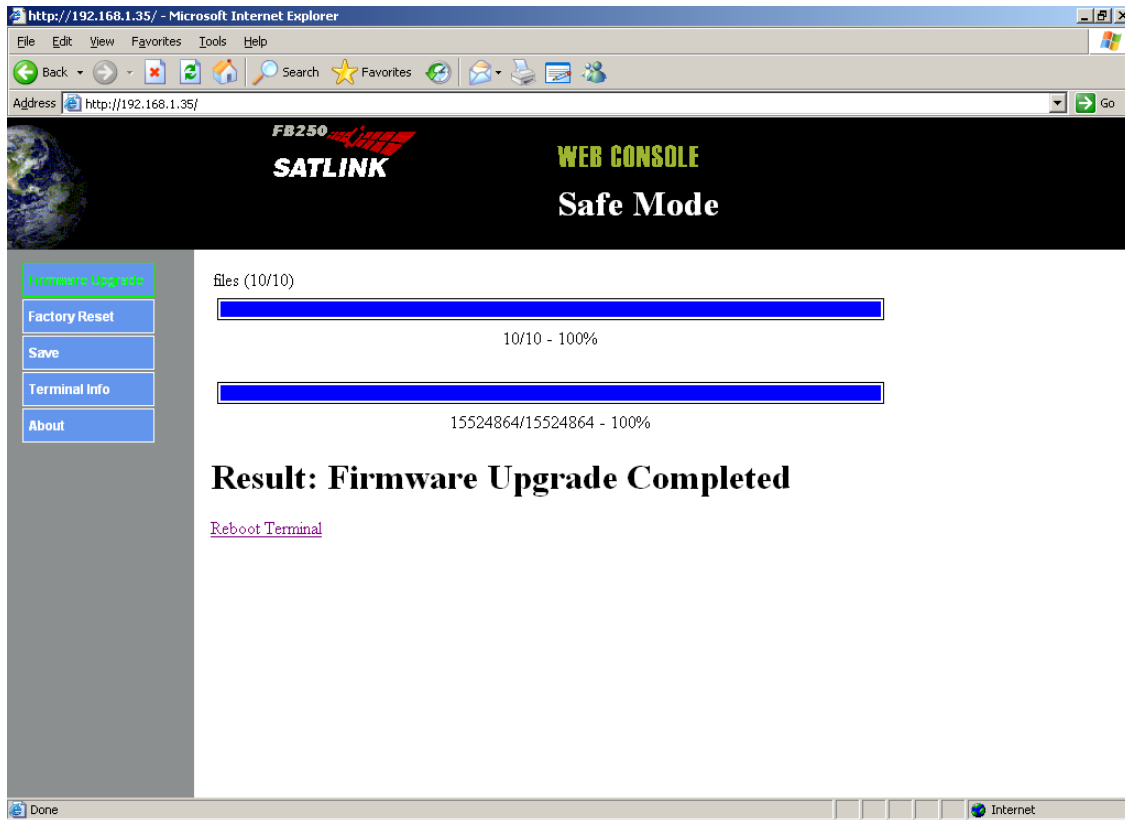 http://192.168.1.35/ - Microsoft Internet Explorer
File Edit View Favorites Tools Help
Back Search Favorites
Address http://192.168.1.35/ Go
FB250
SATLINK
WEB CONSOLE
Safe Mode
Firmware Upgrade
Factory Reset
Save
Terminal Info
About
files (10/10)
10/10 - 100%
15524864/15524864 - 100%
Result: Firmware Upgrade Completed
Reboot Terminal
Done Internet